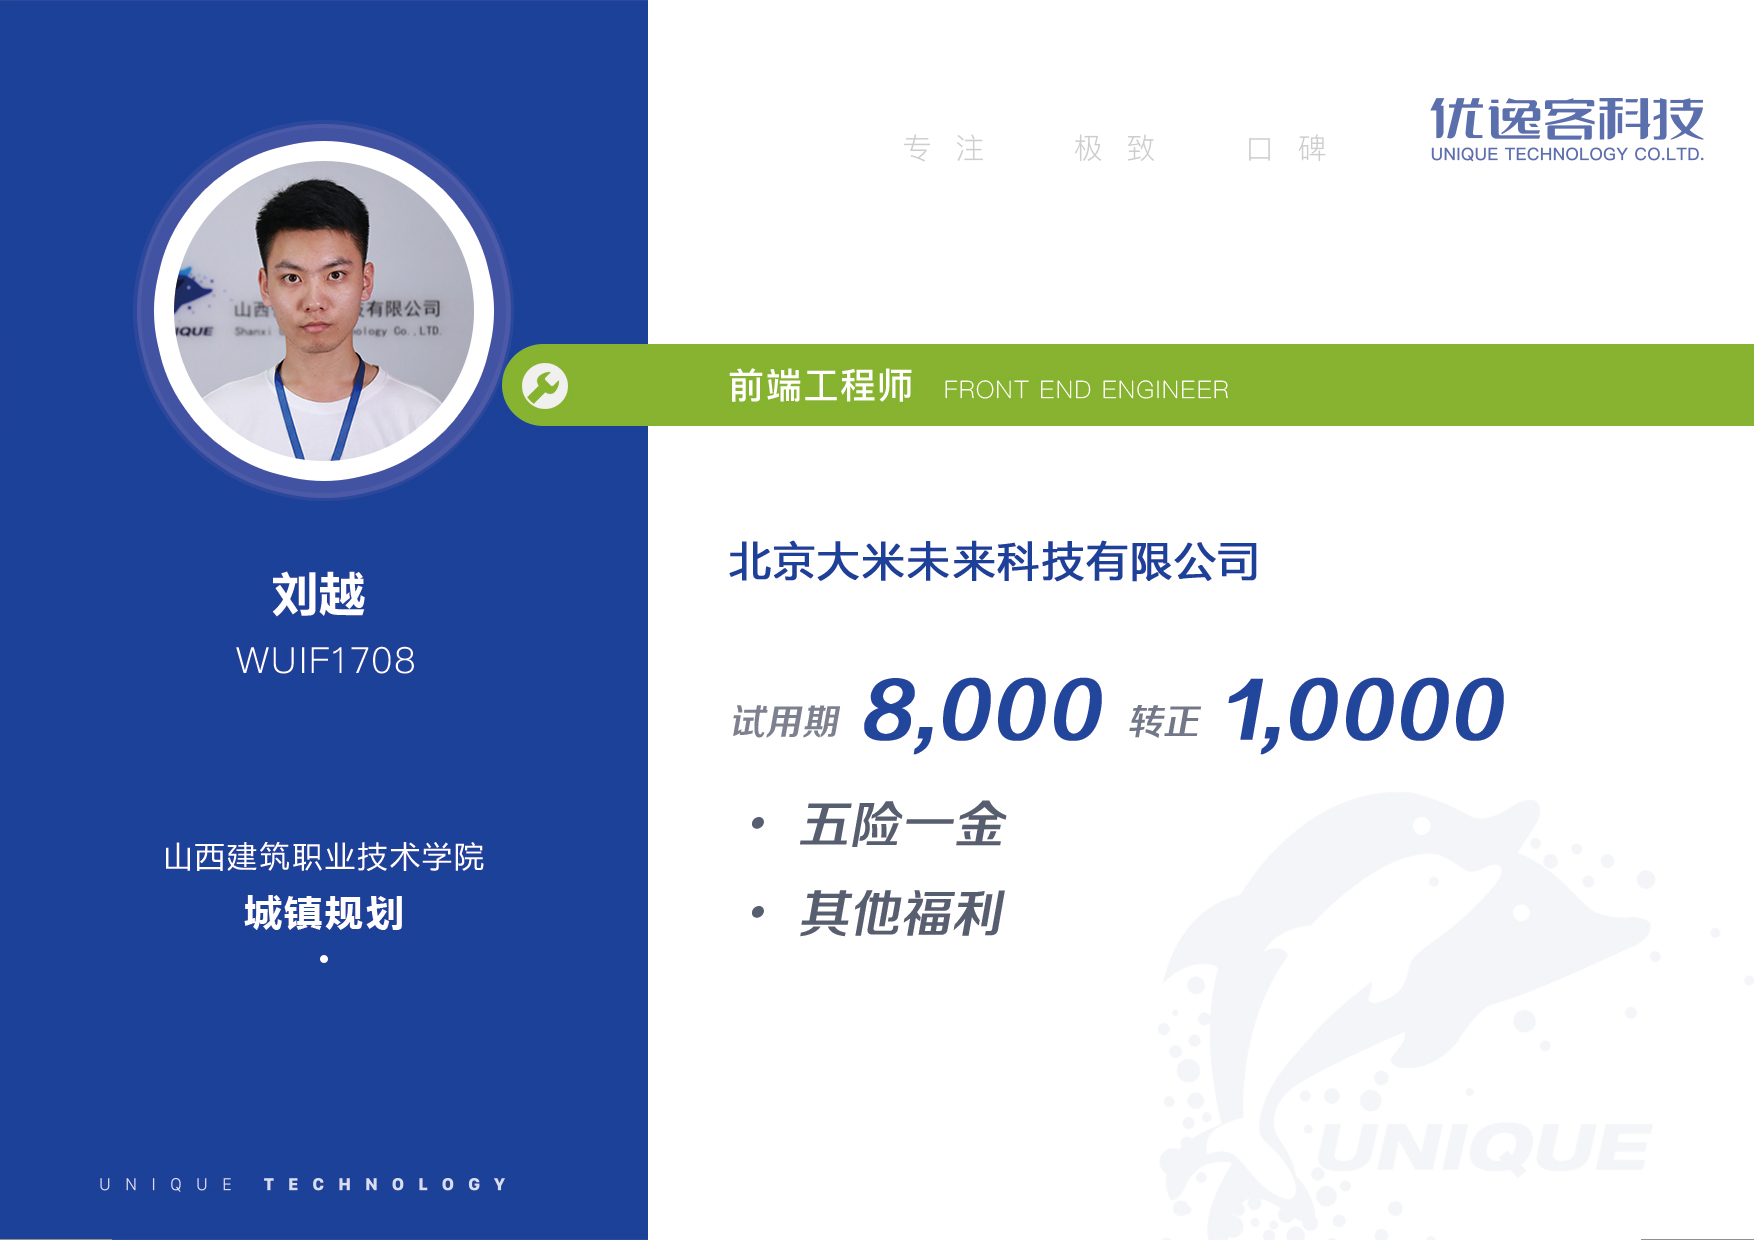 专注 极致 口碑
优逸客科技
UNIQUE TECHNOLOGY CO.LTD.
山西 技有限公司
IQUE
Shanxi nology Co.,LTD.
前端工程师 FRONT END ENGINEER
刘越
WUIF1708
山西建筑职业技术学院
城镇规划
UNIQUE TECHNOLOGY
北京大米未来科技有限公司
试用期 8,000 转正 1,0000
• 五险一金
• 其他福利
UNIQUE